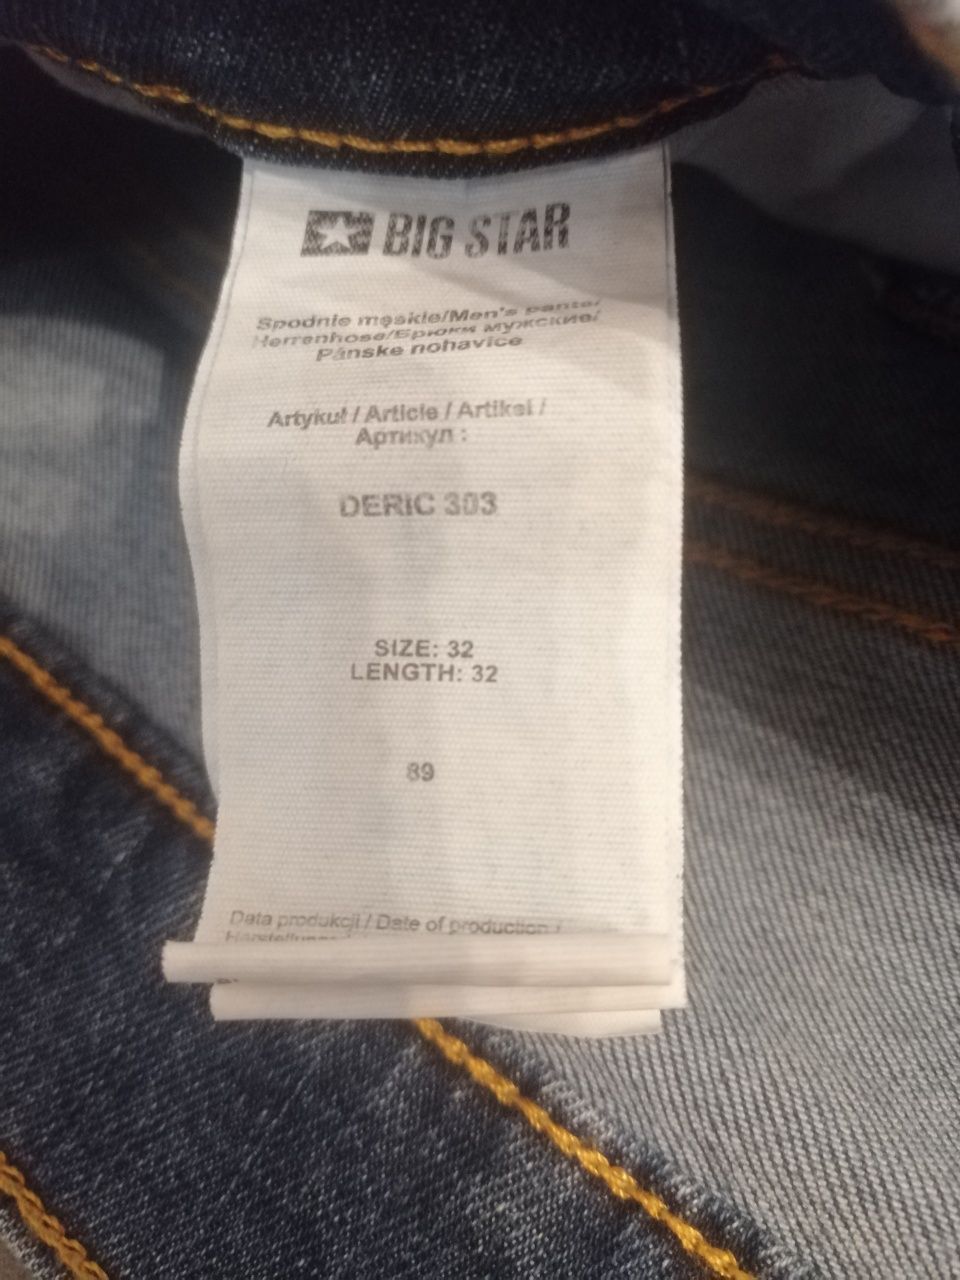 BIG STAR
Spodnie męskie/Men's pants/
Herrenhose/Брюки мужские/
Pánske nohavice
Artykuł / Article / Artikel /
Артикул :
DERIC 303
SIZE: 32
LENGTH: 32
89
Data produkcji / Date of production /